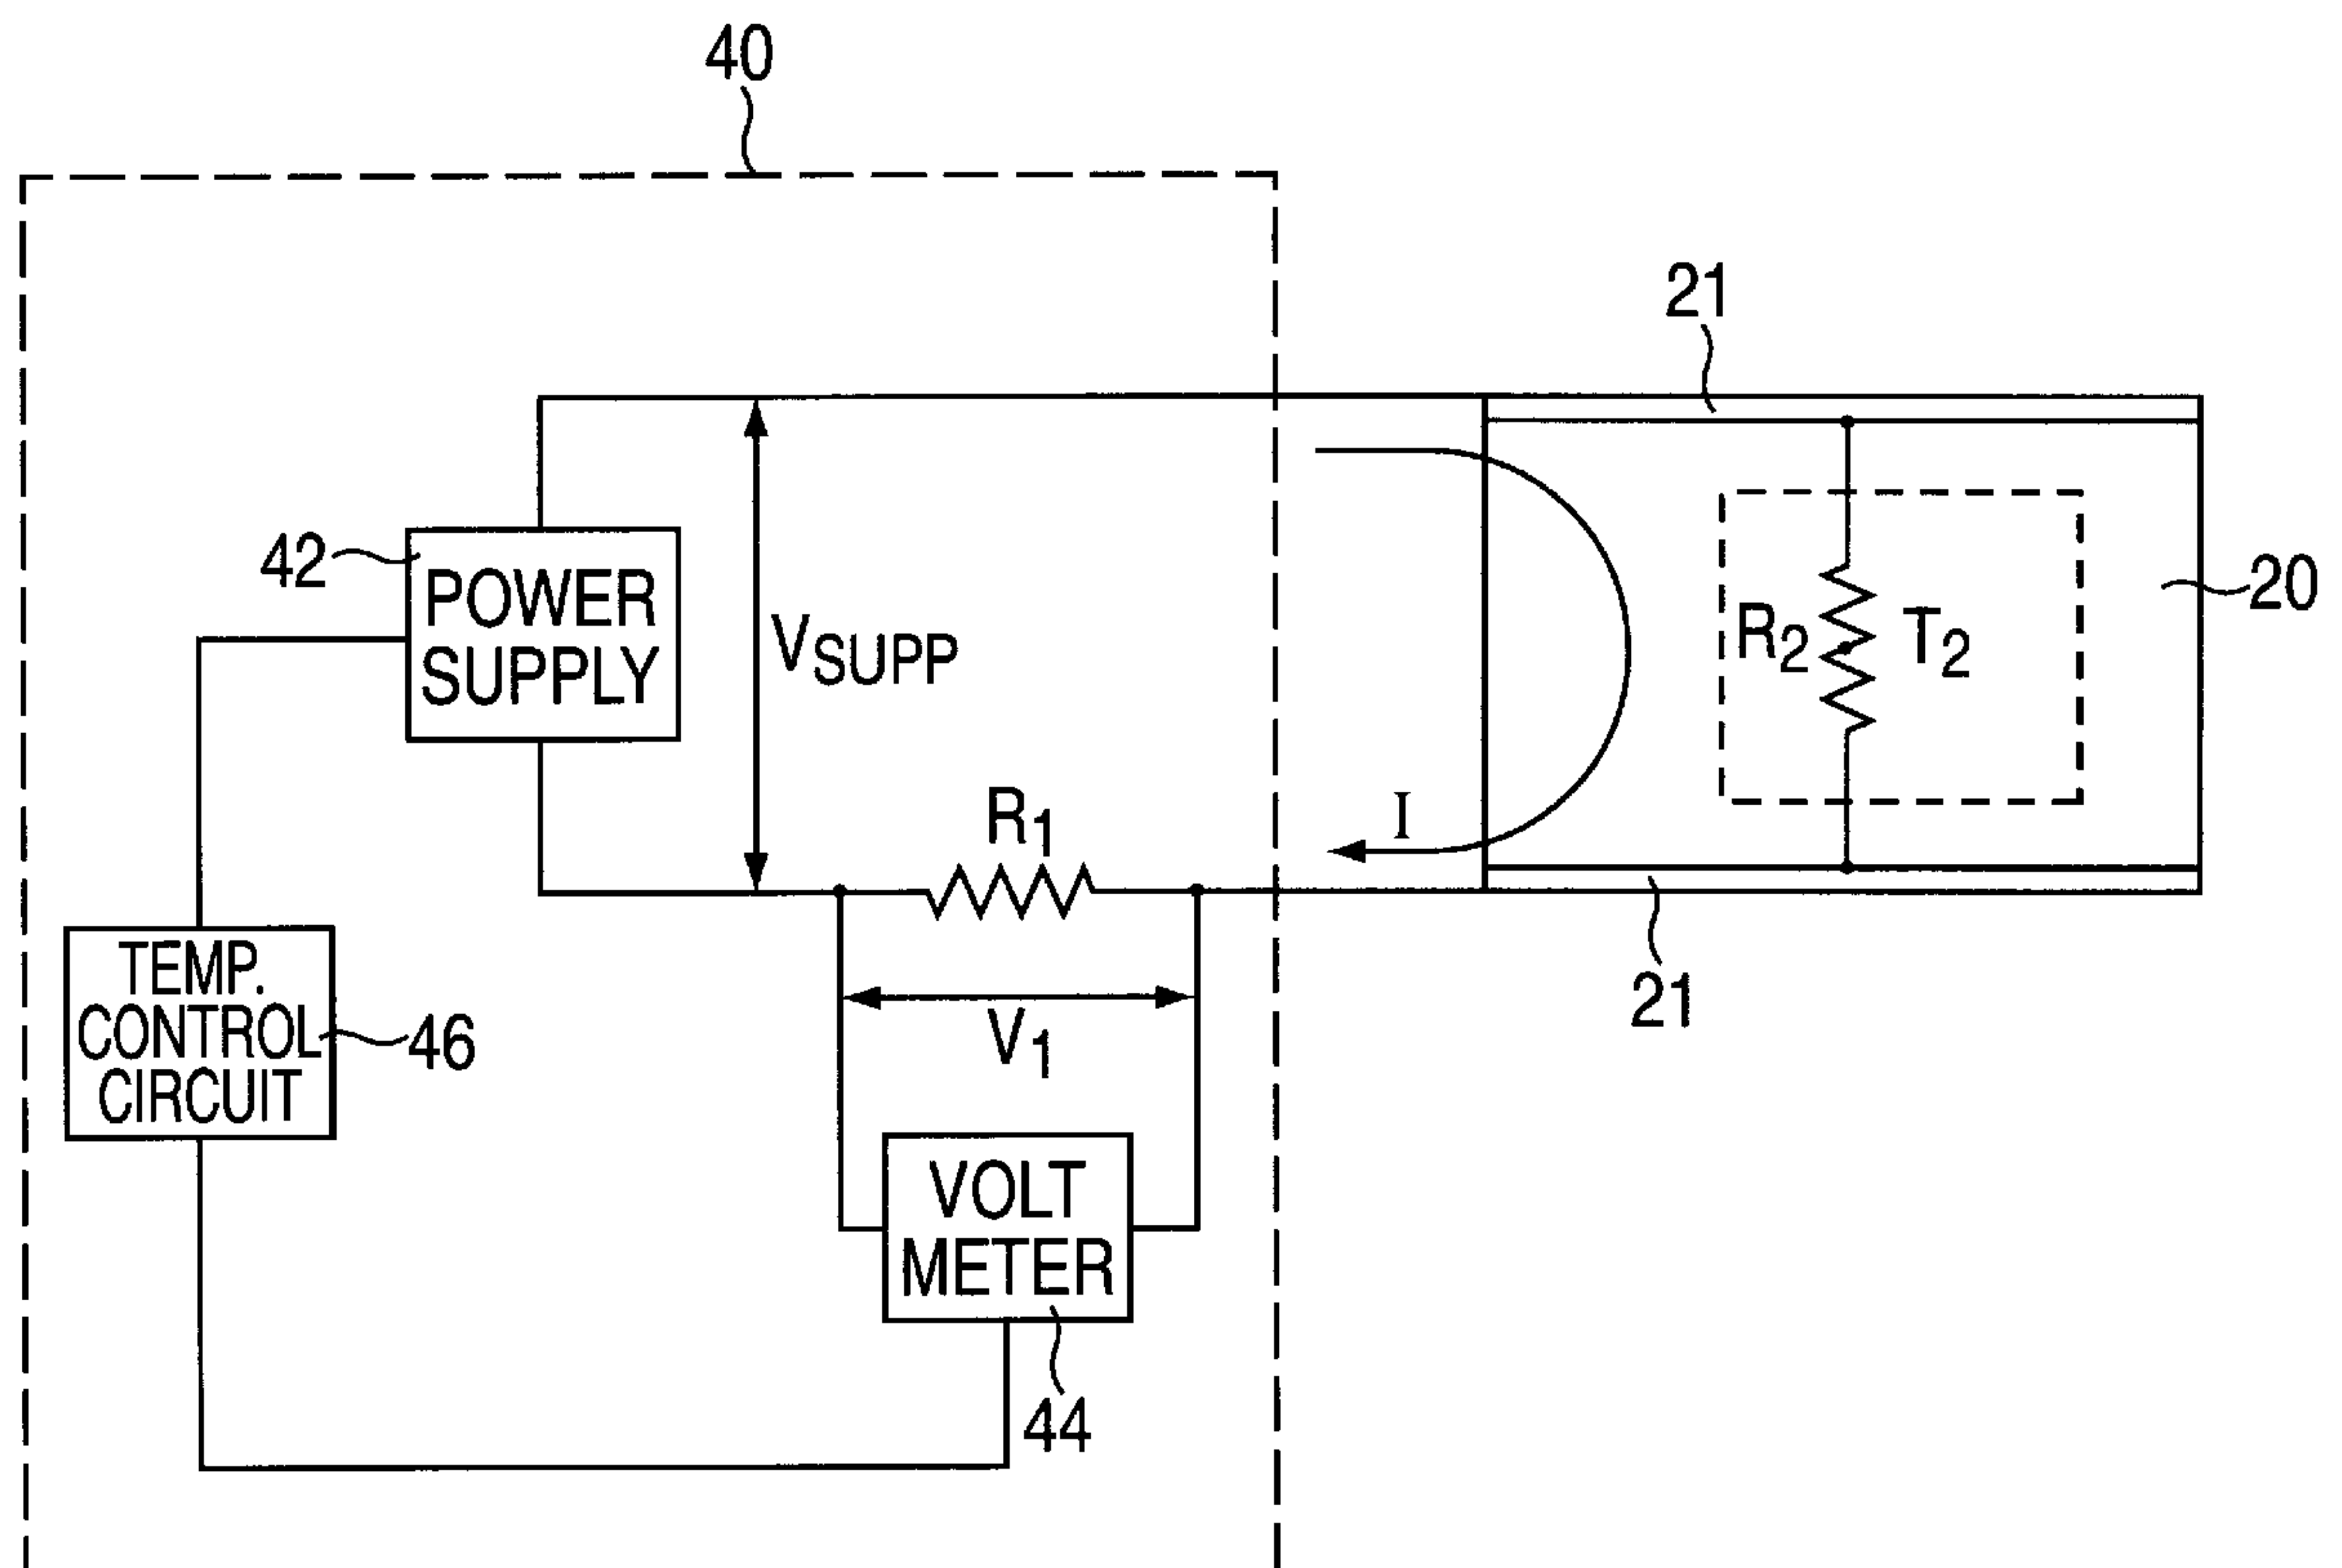 40
21
42
POWER
SUPPLY
VSUPP
R2
T2
20
R1
I
21
TEMP.
CONTROL
CIRCUIT
46
V1
VOLT
METER
44